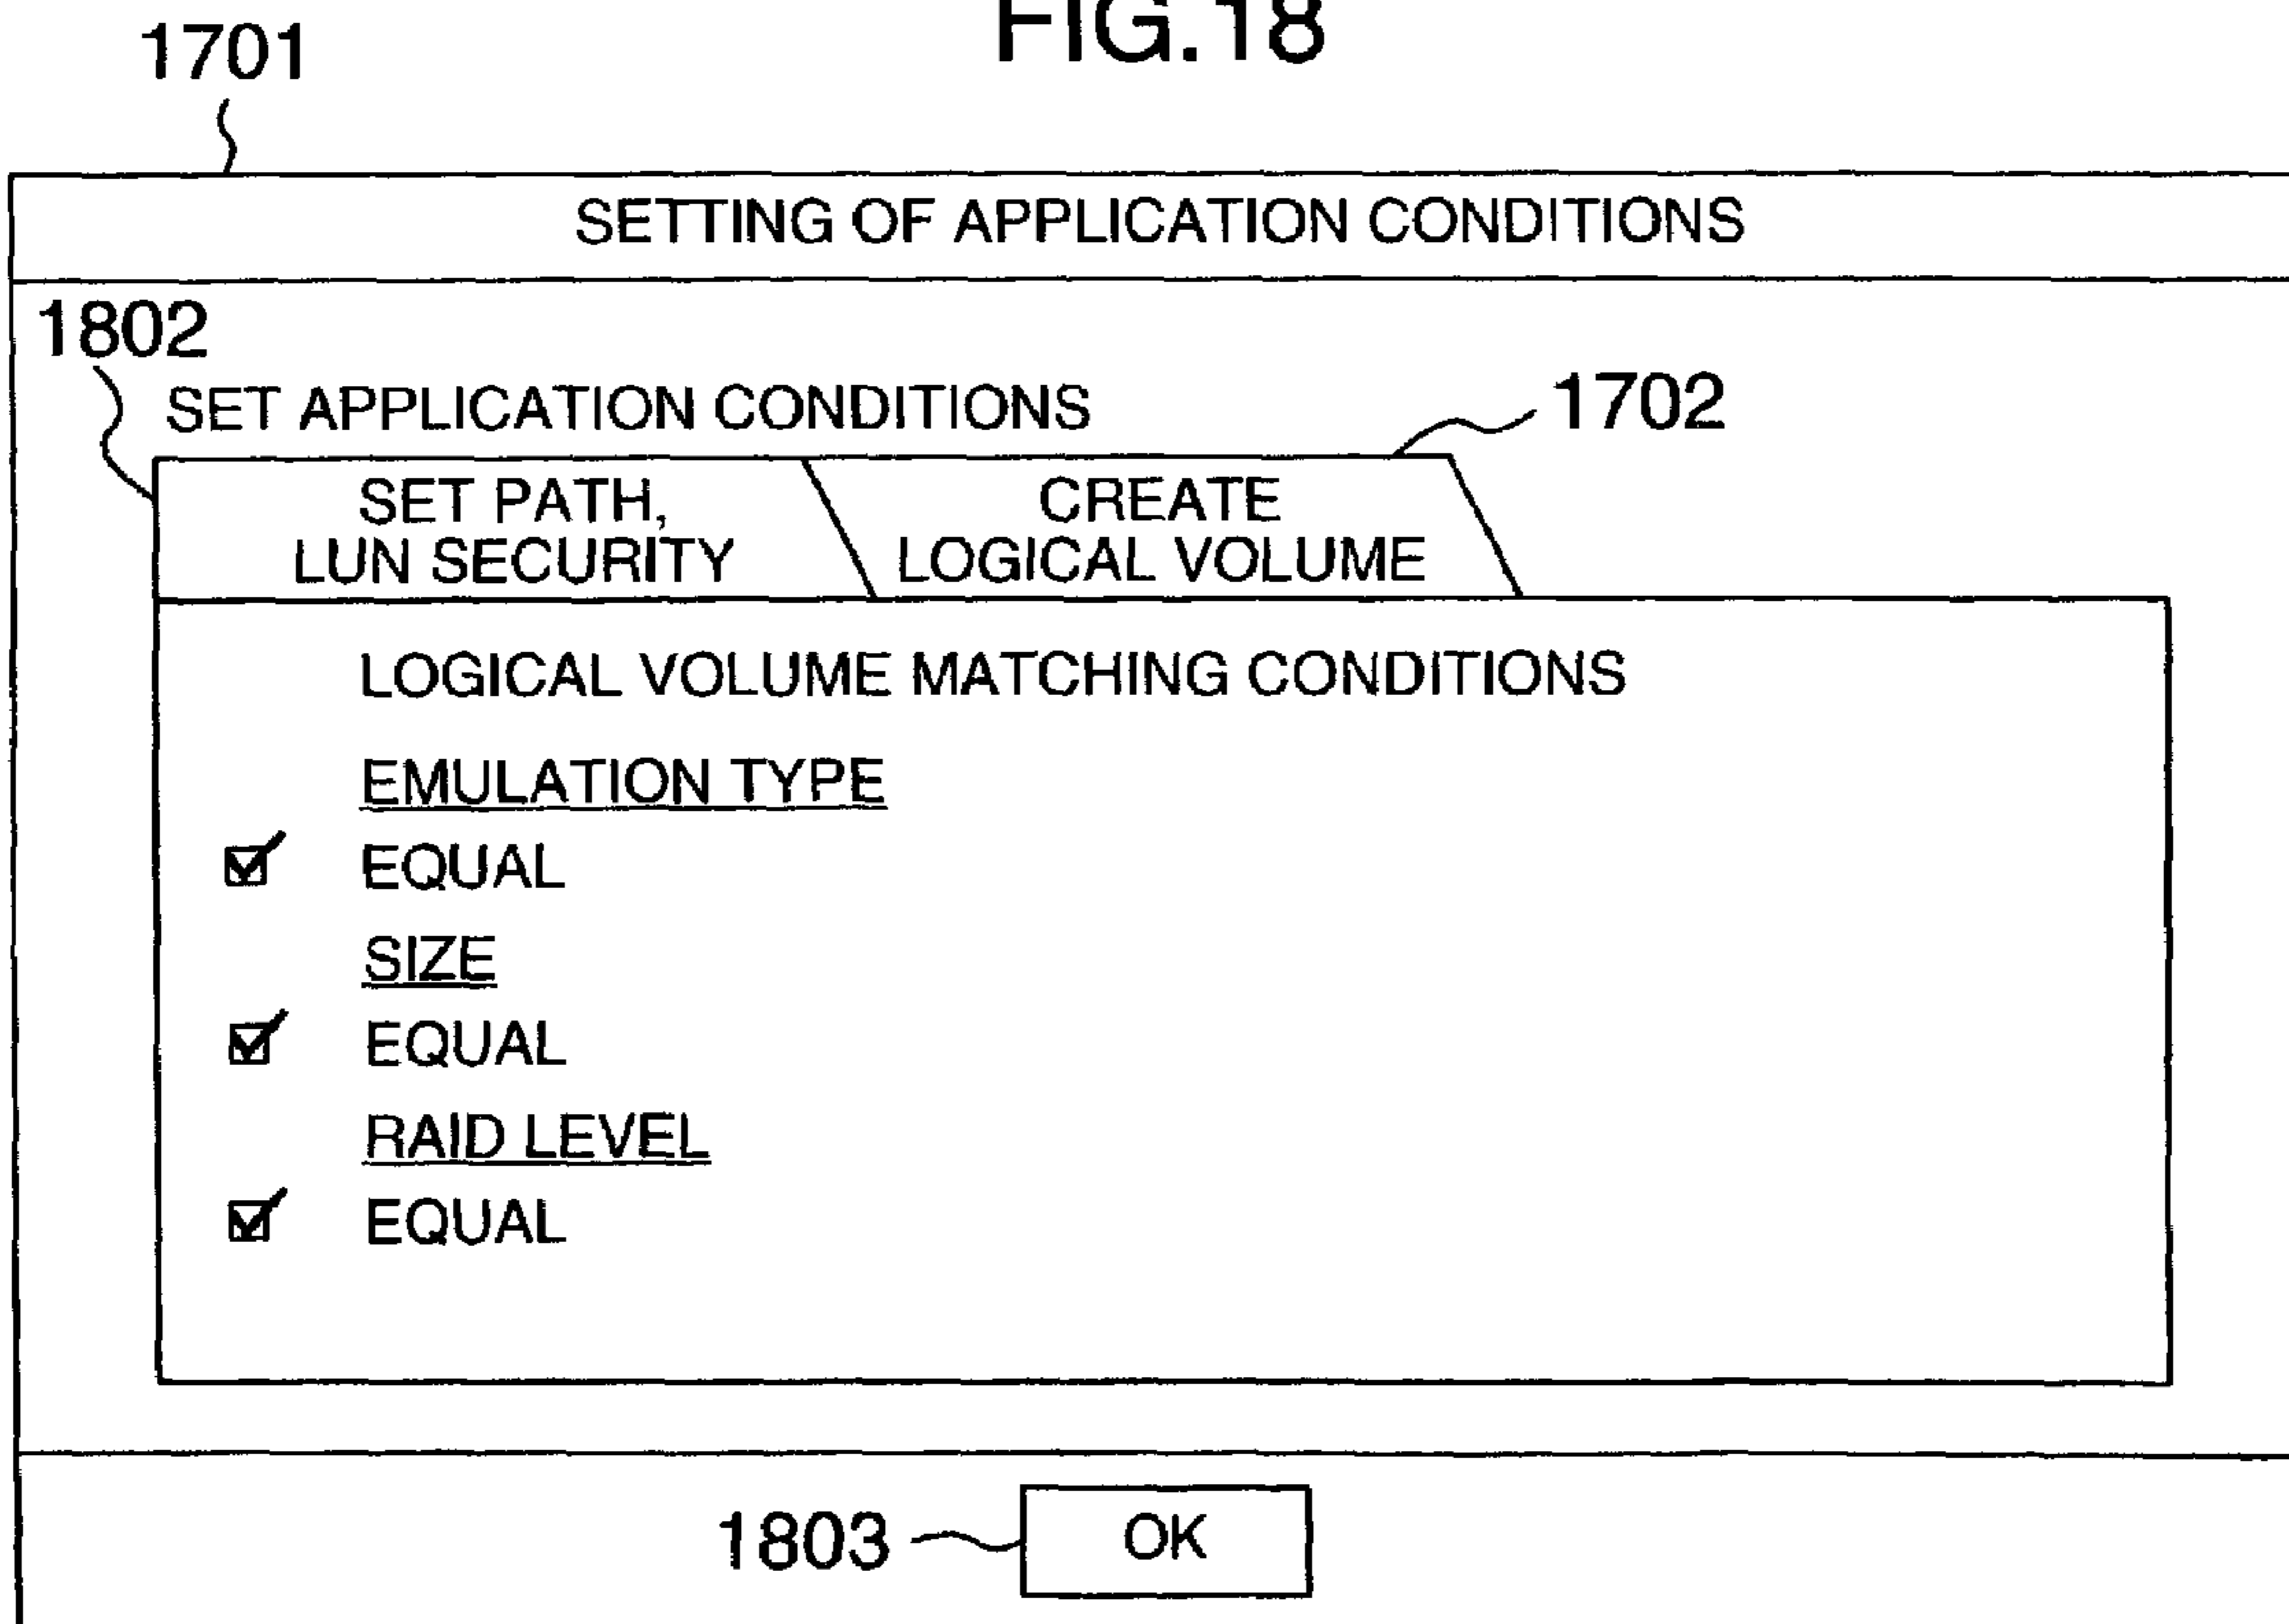 FIG.18
1701
SETTING OF APPLICATION CONDITIONS
1802
SET APPLICATION CONDITIONS
1702
SET PATH,
LUN SECURITY
CREATE
LOGICAL VOLUME
LOGICAL VOLUME MATCHING CONDITIONS
EMULATION TYPE
EQUAL
SIZE
EQUAL
RAID LEVEL
EQUAL
1803
OK